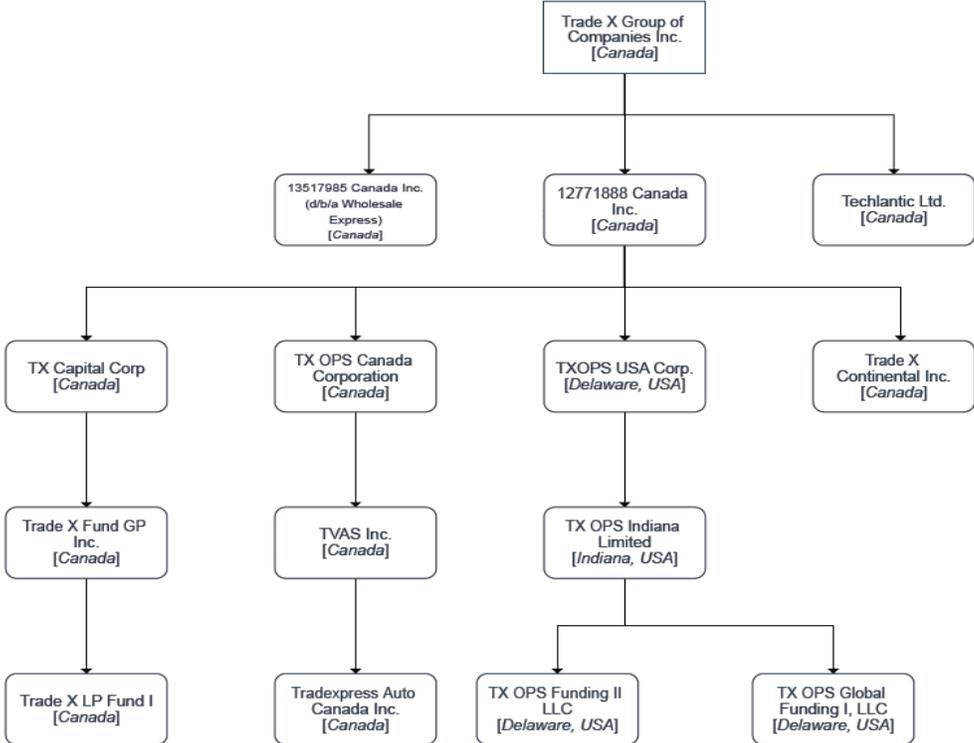 Trade X Group of
Companies Inc.
[Canada]
13517985 Canada Inc.
(d/b/a Wholesale
Express)
[Canada]
12771888 Canada
Inc.
[Canada]
Techlantic Ltd.
[Canada]
TX Capital Corp
[Canada]
TX OPS Canada
Corporation
[Canada]
TXOPS USA Corp.
[Delaware, USA]
Trade X
Continental Inc.
[Canada]
Trade X Fund GP
Inc.
[Canada]
TVAS Inc.
[Canada]
TX OPS Indiana
Limited
[Indiana, USA]
Trade X LP Fund I
[Canada]
Tradexpress Auto
Canada Inc.
[Canada]
TX OPS Funding II
LLC
[Delaware, USA]
TX OPS Global
Funding I, LLC
[Delaware, USA]